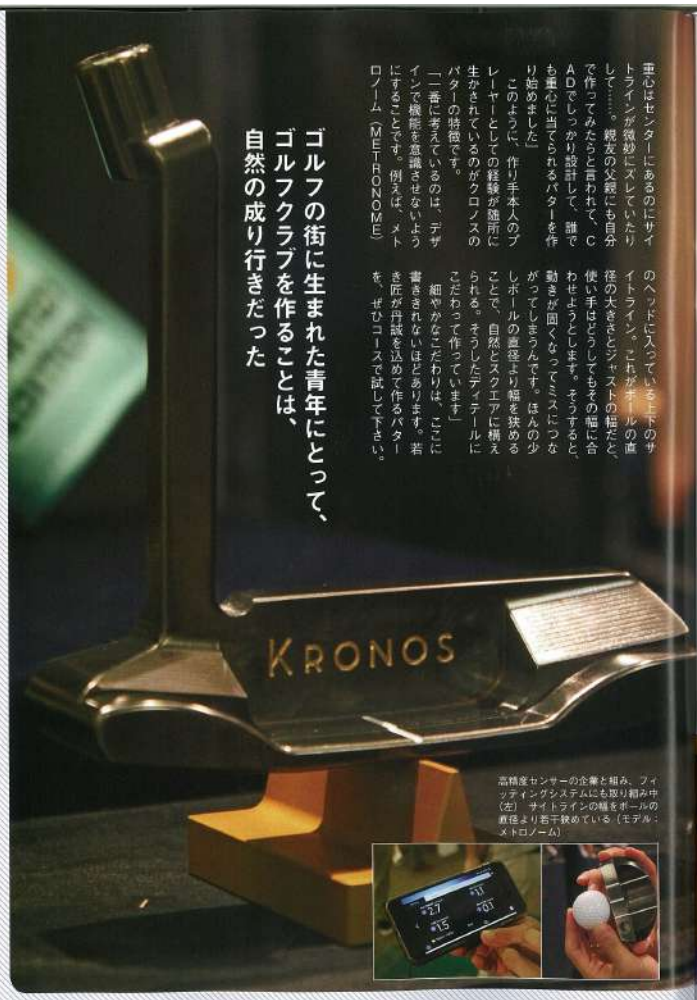 重心はセンターにあるのにサイ
トラインが微妙にズレていたり
して……。親友の父親にも自分
で作ってみたらと言われて、C
ADでしっかり設計して、誰で
も重心に当てられるパターを作
り始めました」
このように、作り手本人のプ
レーヤーとしての経験が随所に
生かされているのがクロノスの
パターの特徴です。
「一番に考えているのは、デザ
インで機能を意識させないよう
にすることです。例えば、メト
ロノーム（METRONOME）
のヘッドに入っている上下のサ
イトライン。これがボールの直
径の大きさとジャストの幅だと、
使い手はどうしてもその幅に合
わせようとします。そうすると、
動きが固くなってミスにつな
がってしまうんです。ほんの少
しボールの直径より幅を狭める
ことで、自然とスクエアに構え
られる。そうしたディテールに
こだわって作っています」
細やかなこだわりは、ここに
書ききれないほどあります。若
き匠が丹誠を込めて作るパター
を、ぜひコースで試して下さい。
ゴルフの街に生まれた青年にとって、
ゴルフクラブを作ることは、
自然の成り行きだった
KRONOS
高精度センサーの企業と組み、フィ
ッティングシステムにも取り組み中
（左） サイトラインの幅をボールの
直径より若干狭めている（モデル：
メトロノーム）
2.7
1.1
1.5
0.1